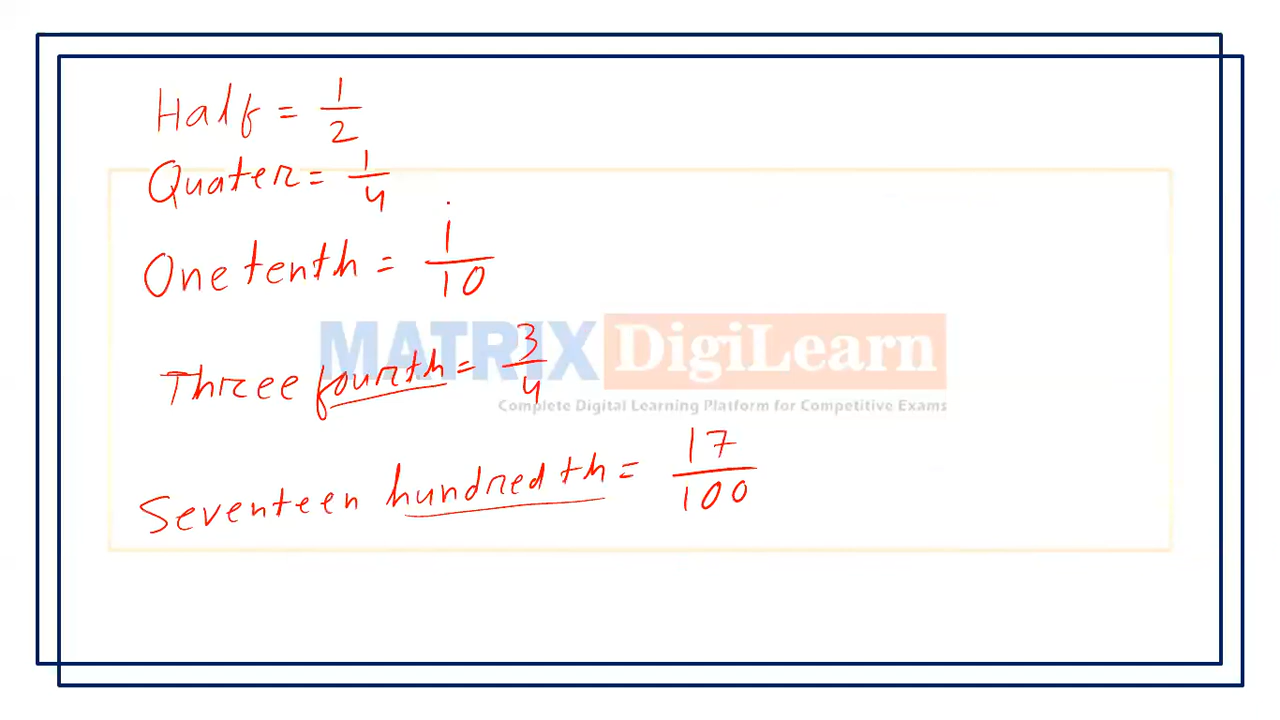 Half = 1/2
Quater = 1/4
One tenth = 1/10
MATRIX DigiLearn
Three fourth = 3/4
Complete Digital Learning Platform for Competitive Exams
Seventeen hundredth = 17/100